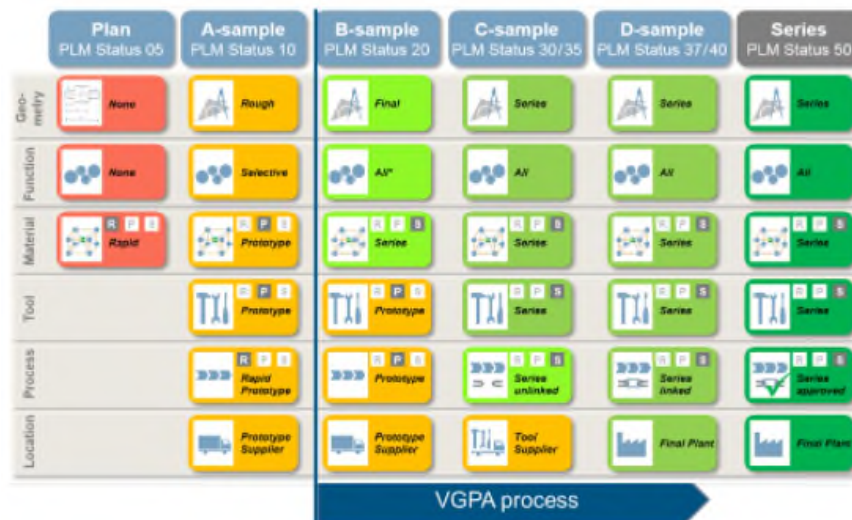 Plan
PLM Status 05
A-sample
PLM Status 10
B-sample
PLM Status 20
C-sample
PLM Status 30/35
D-sample
PLM Status 37/40
Series
PLM Status 50
Geo-
metry
None
Rough
Final
Series
Series
Series
Function
None
Selective
All*
All
All
All
Material
R P S
Rapid
R P S
Prototype
R P S
Series
R P S
Series
R P S
Series
R P S
Series
Tool
R P S
Prototype
R P S
Prototype
R P S
Series
R P S
Series
R P S
Series
Process
R P S
Rapid
Prototype
R P S
Prototype
R P S
Series
unlinked
R P S
Series
linked
R P S
Series
approved
Location
Prototype
Supplier
Prototype
Supplier
Tool
Supplier
Final Plant
Final Plant
VGPA process